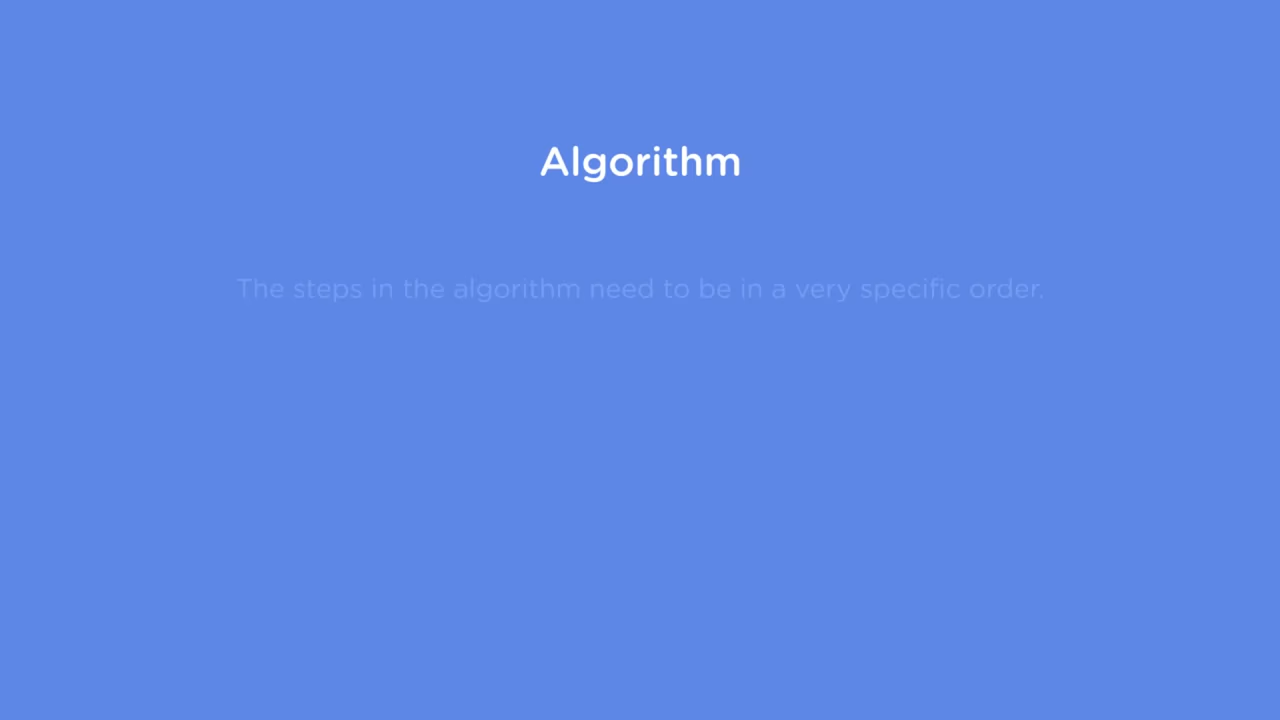 Algorithm
The steps in the algorithm need to be in a very specific order.